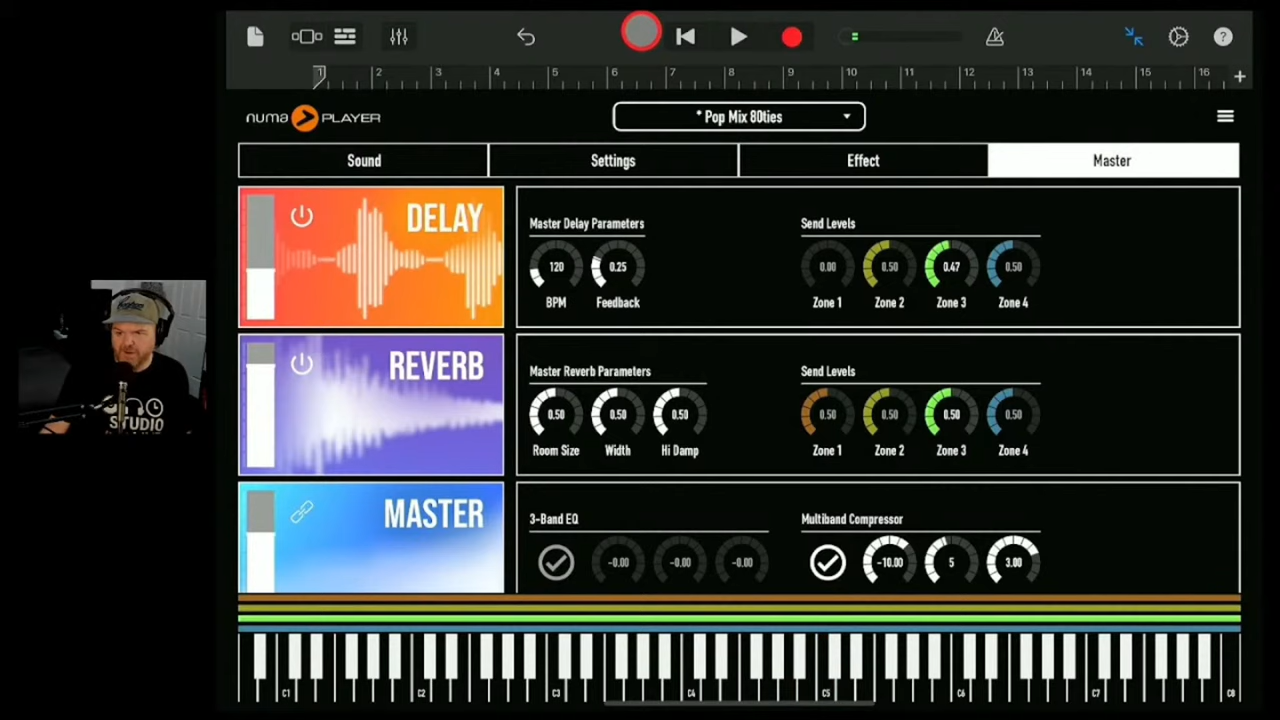 1 2 3 4 5 6 7 8 9 10 11 12 13 14 15 16 +
numa PLAYER
* Pop Mix 80ties
Sound Settings Effect Master
DELAY
Master Delay Parameters Send Levels
120 0.25 0.00 0.50 0.47 0.50
BPM Feedback Zone 1 Zone 2 Zone 3 Zone 4
REVERB
Master Reverb Parameters Send Levels
0.50 0.50 0.50 0.50 0.50 0.50 0.50
Room Size Width Hi Damp Zone 1 Zone 2 Zone 3 Zone 4
MASTER
3-Band EQ Multiband Compressor
-0.00 -0.00 -0.00 -10.00 5 3.00
STUDIO
C1 C2 C3 C4 C5 C6 C7 C8